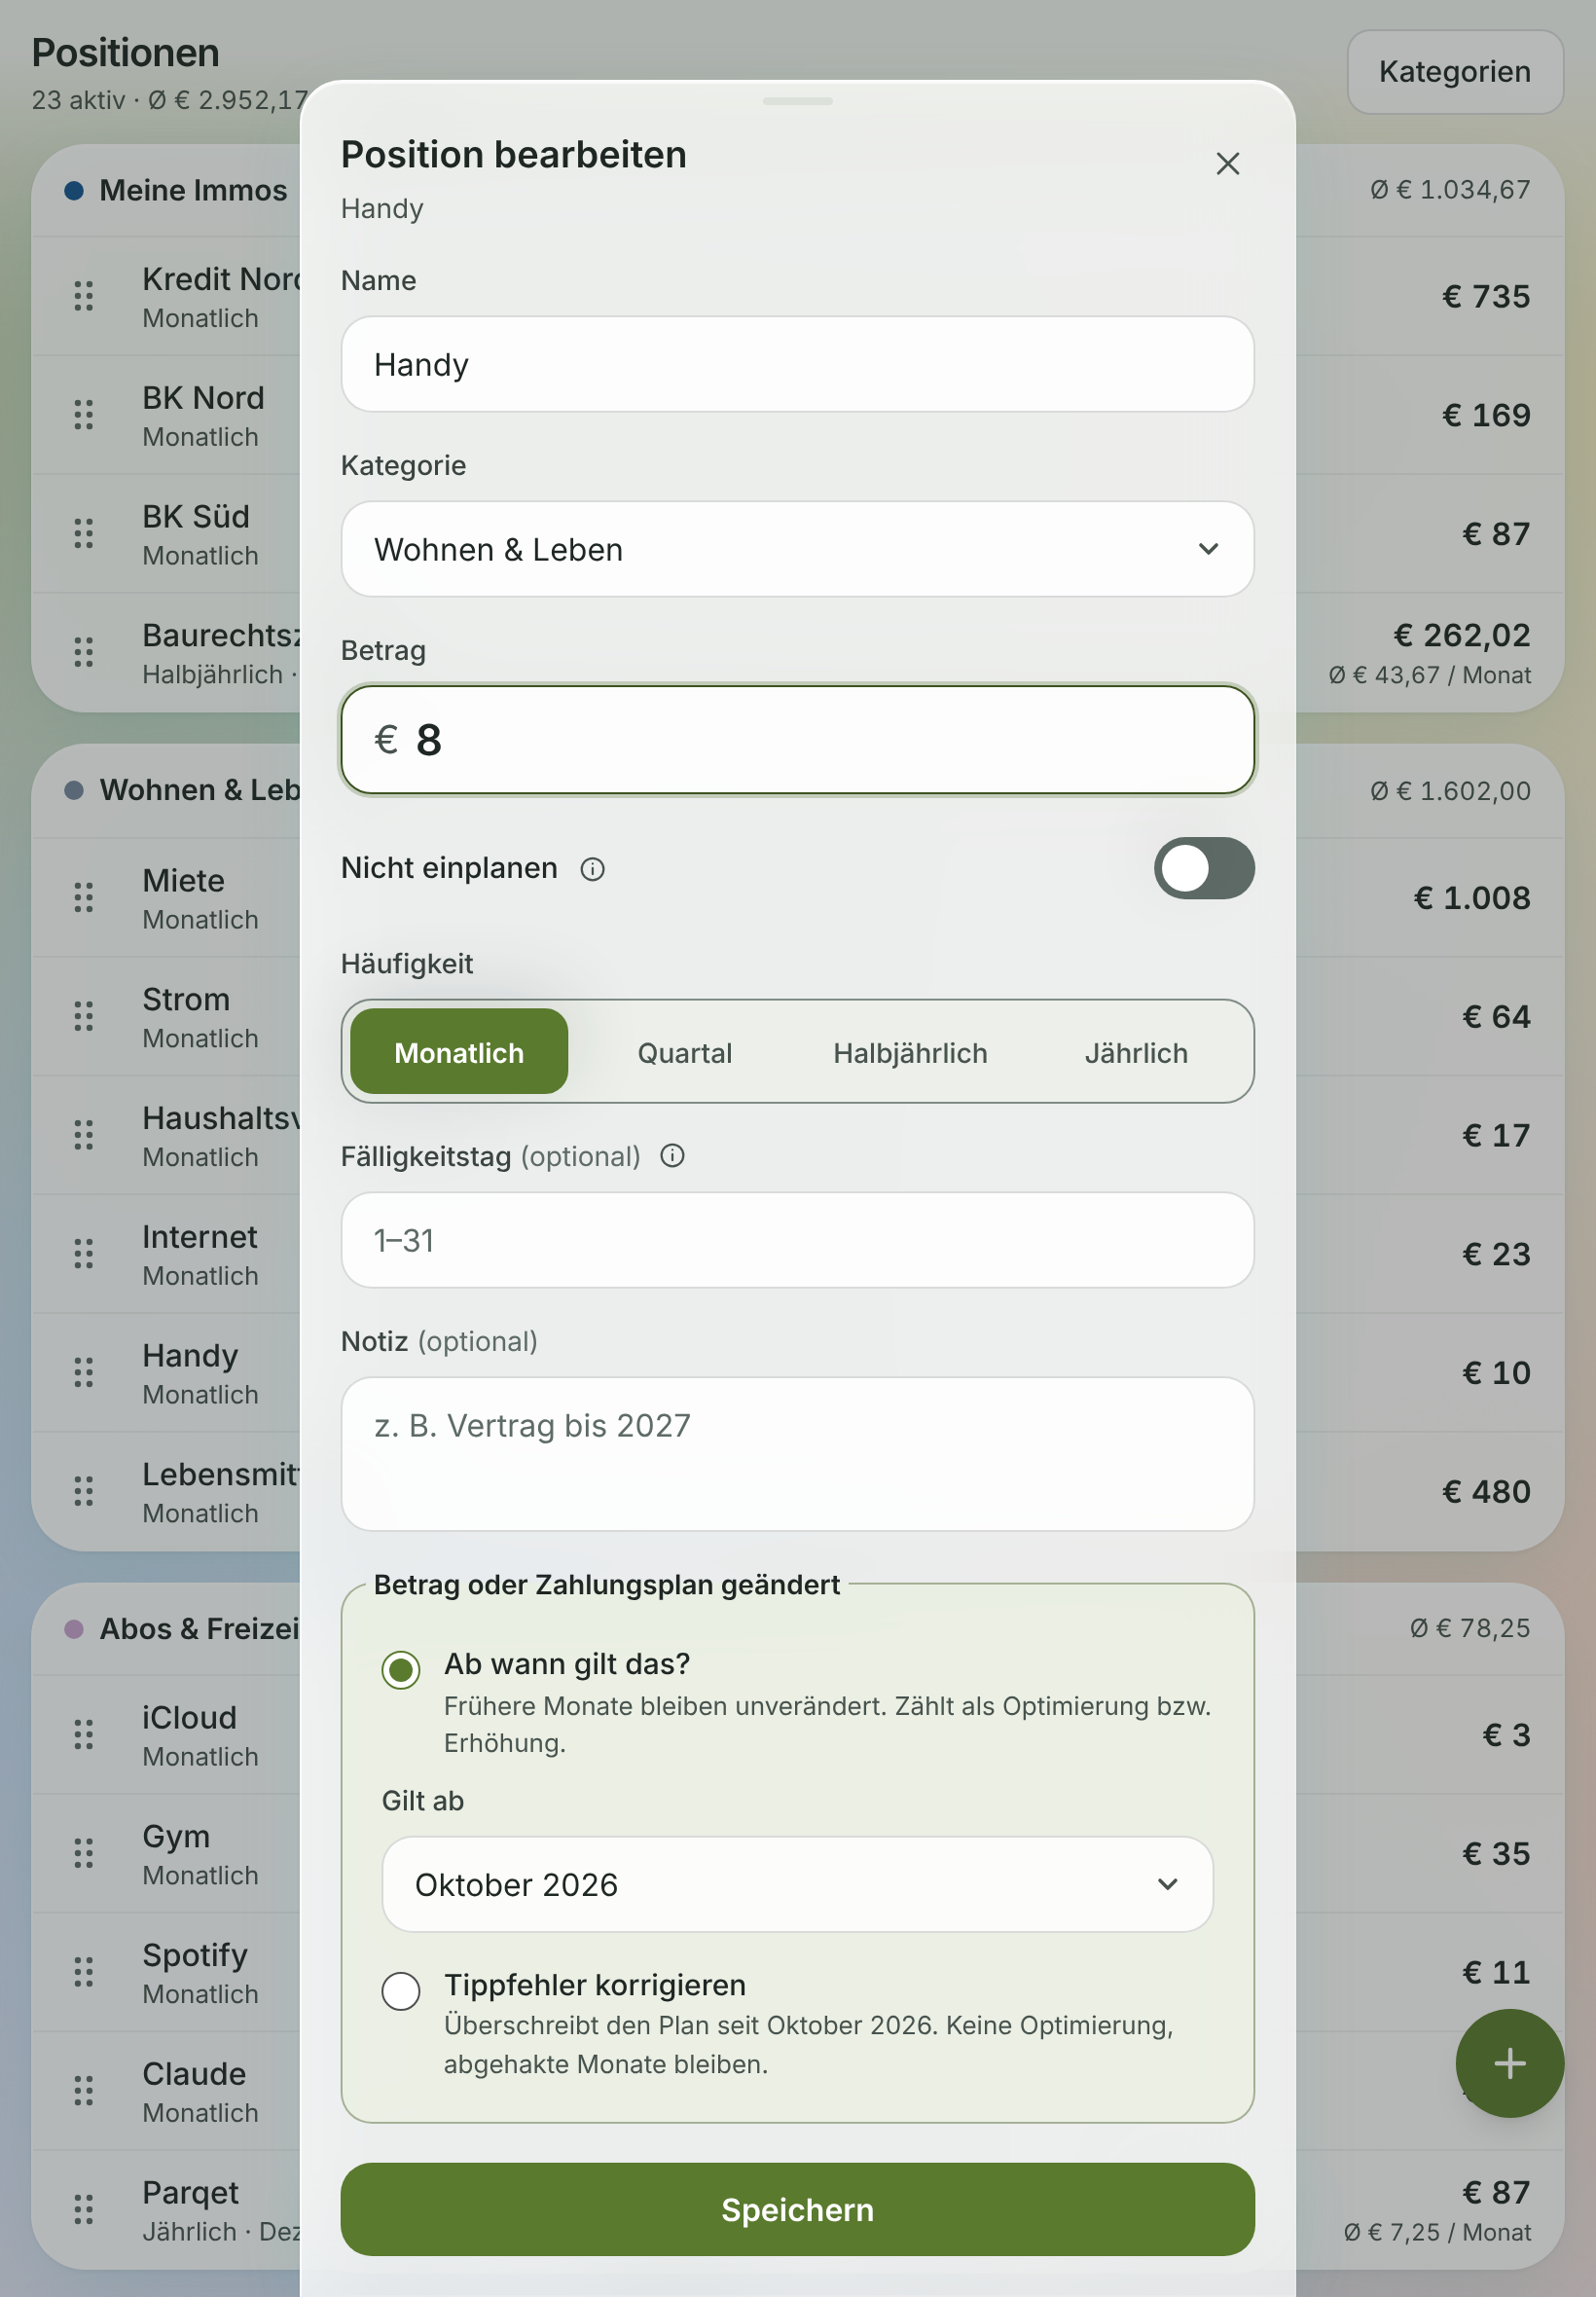 Positionen
23 aktiv · Ø € 2.952,17
Kategorien
Meine Immos
Ø € 1.034,67
Monatlich
€ 735
BK Nord
Monatlich
€ 169
BK Süd
Monatlich
€ 87
Halbjährlich ·
€ 262,02
Ø € 43,67 / Monat
Wohnen &
Ø € 1.602,00
Miete
Monatlich
€ 1.008
Strom
Monatlich
€ 64
Monatlich
€ 17
Internet
Monatlich
€ 23
Handy
Monatlich
€ 10
Monatlich
€ 480
Abos &
Ø € 78,25
iCloud
Monatlich
€ 3
Gym
Monatlich
€ 35
Spotify
Monatlich
€ 11
Claude
Monatlich
Parqet
Jährlich ·
€ 87
Ø € 7,25 / Monat
Position bearbeiten
Handy
Name
Handy
Kategorie
Wohnen & Leben
Betrag
€ 8
Nicht einplanen
Häufigkeit
Monatlich Quartal Halbjährlich Jährlich
Fälligkeitstag (optional)
1–31
Notiz (optional)
z. B. Vertrag bis 2027
Betrag oder Zahlungsplan geändert
Ab wann gilt das?
Frühere Monate bleiben unverändert. Zählt als Optimierung bzw.
Erhöhung.
Gilt ab
Oktober 2026
Tippfehler korrigieren
Überschreibt den Plan seit Oktober 2026. Keine Optimierung,
abgehakte Monate bleiben.
Speichern